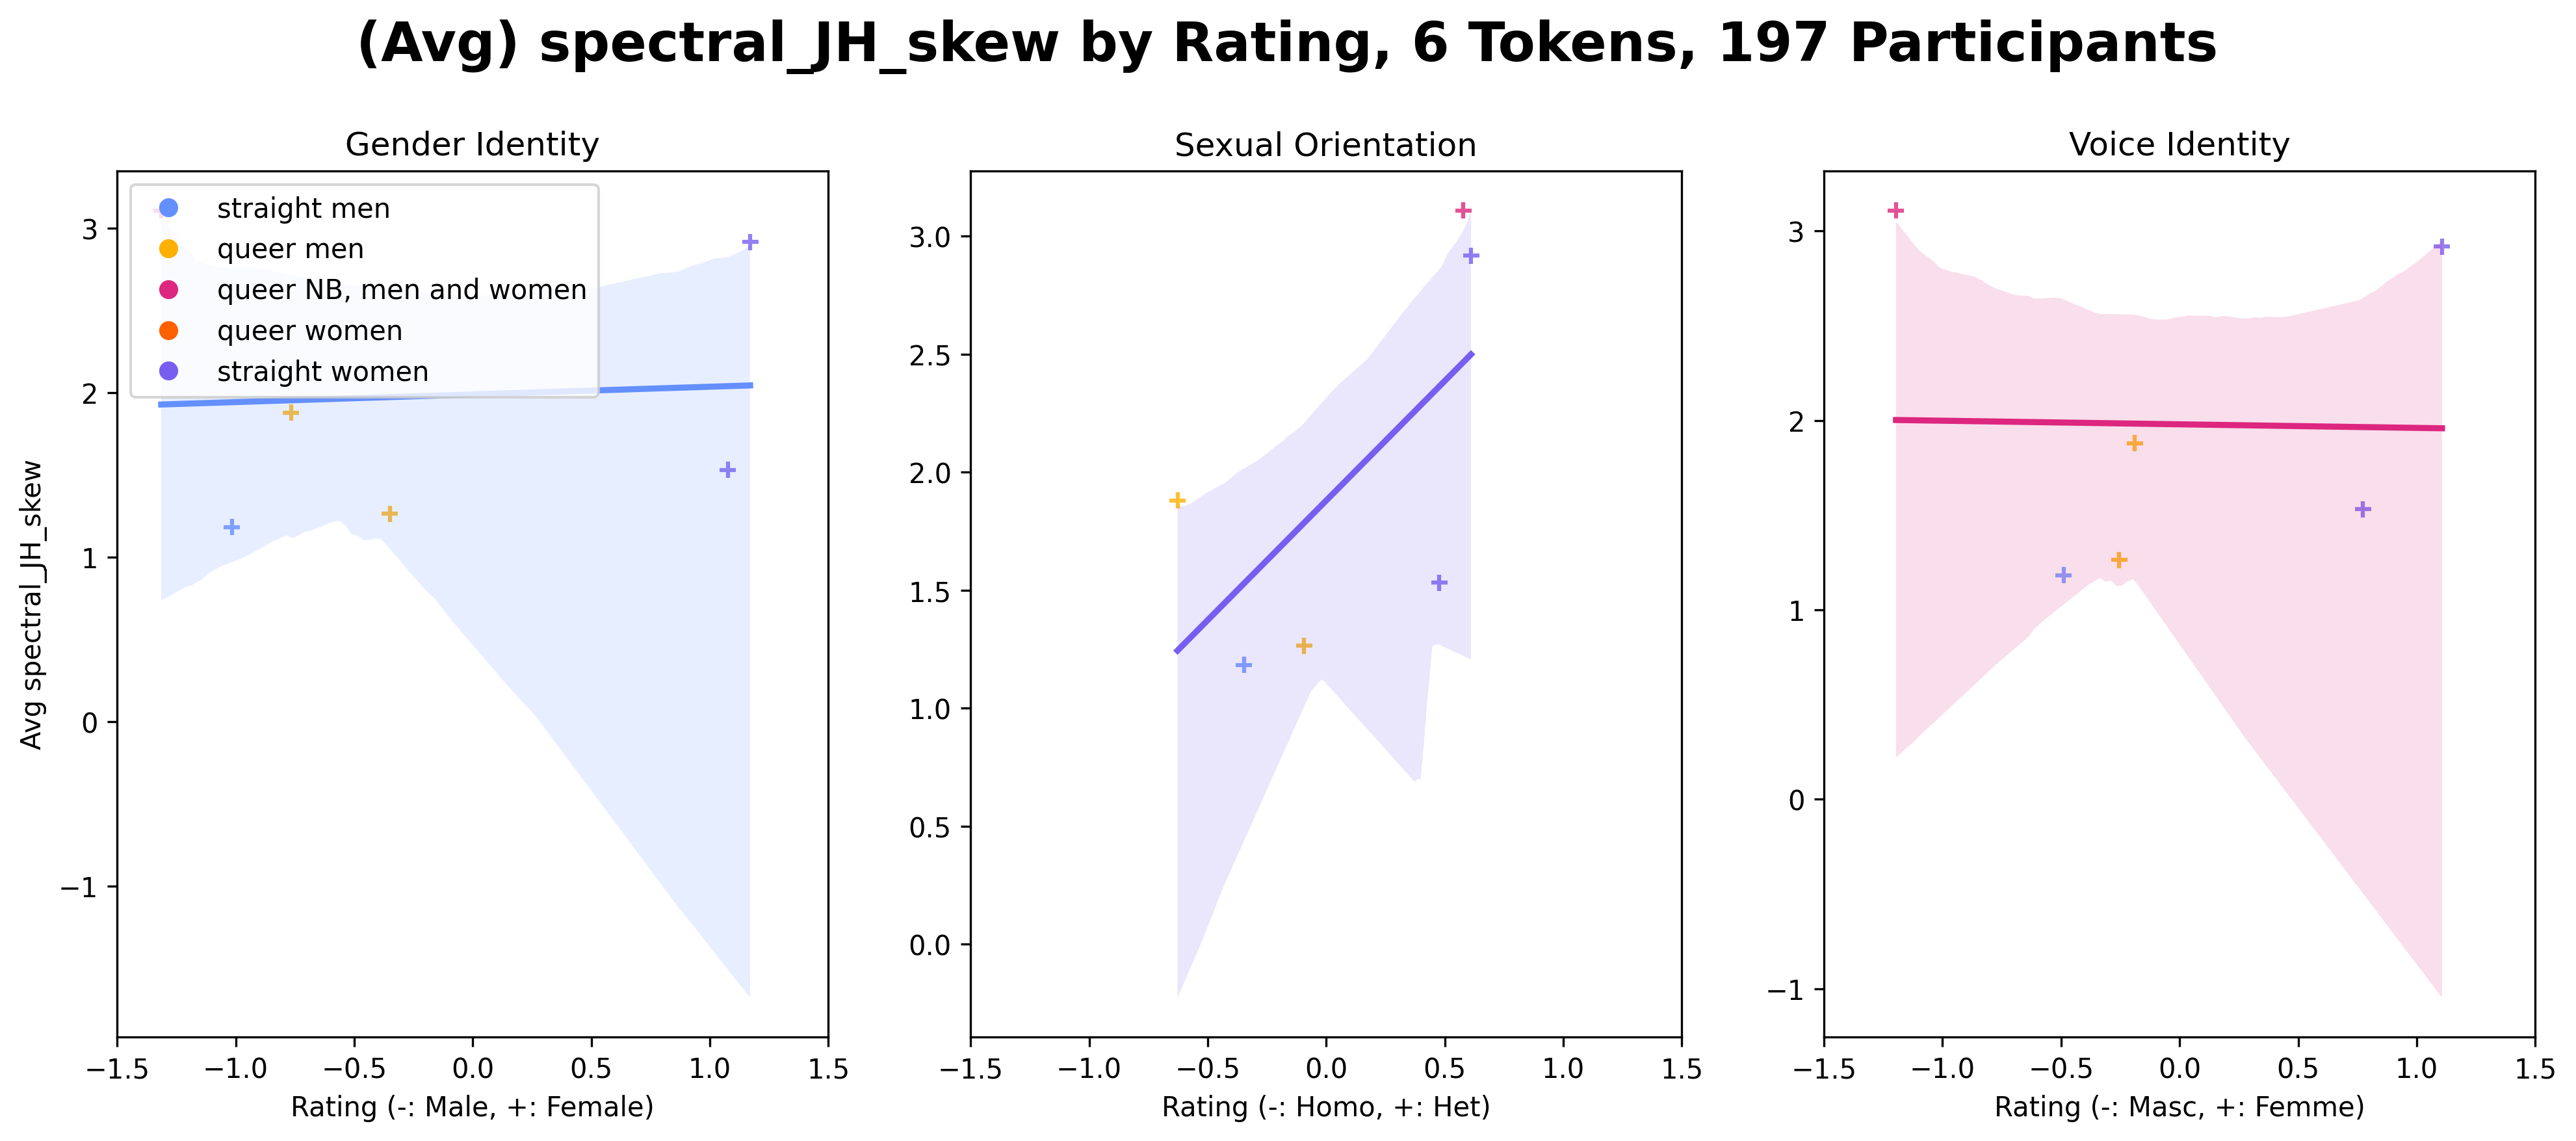 (Avg) spectral_JH_skew by Rating, 6 Tokens, 197 Participants
Gender Identity
straight men
queer men
queer NB, men and women
queer women
straight women
3
2
1
0
−1
Avg spectral_JH_skew
−1.5 −1.0 −0.5 0.0 0.5 1.0 1.5
Rating (-: Male, +: Female)
Sexual Orientation
3.0
2.5
2.0
1.5
1.0
0.5
0.0
−1.5 −1.0 −0.5 0.0 0.5 1.0 1.5
Rating (-: Homo, +: Het)
Voice Identity
3
2
1
0
−1
−1.5 −1.0 −0.5 0.0 0.5 1.0 1.5
Rating (-: Masc, +: Femme)